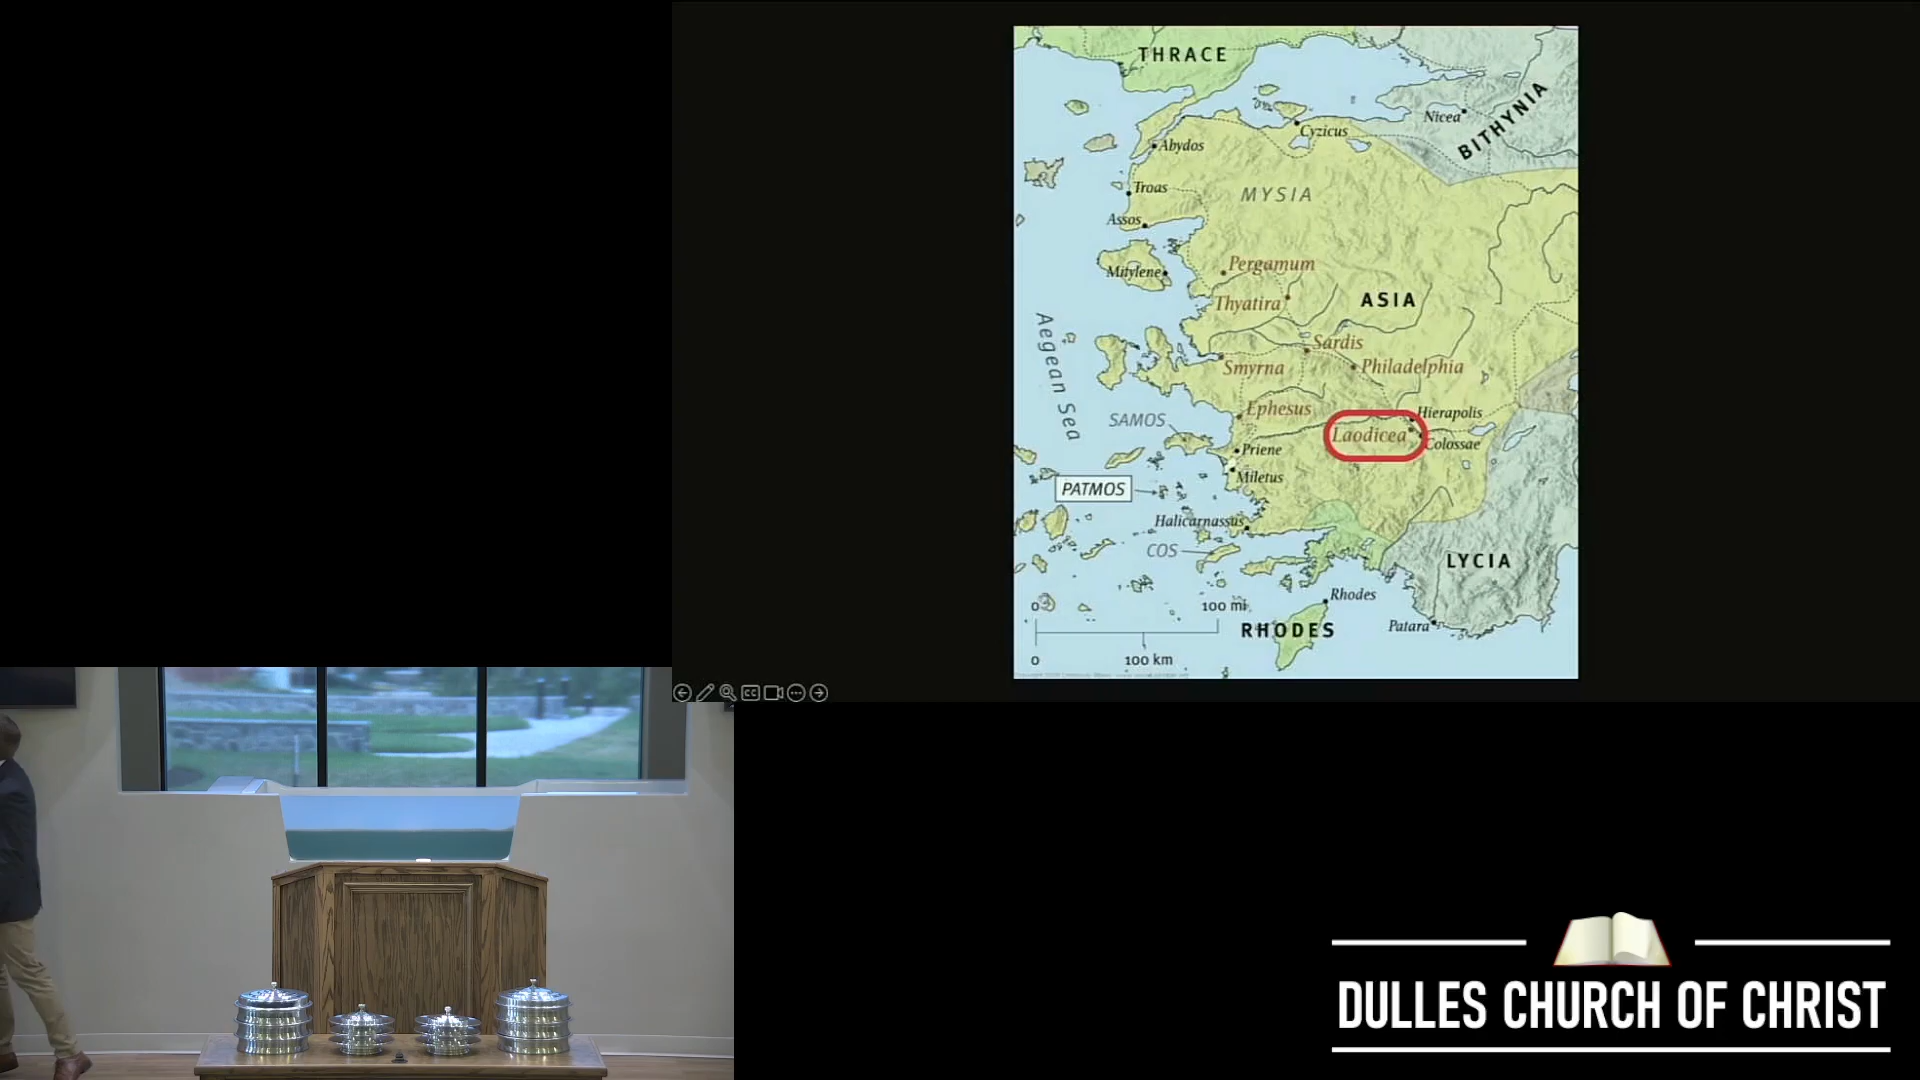 THRACE
BITHYNIA
Nicea
Cyzicus
Abydos
Troas
MYSIA
Assos
Mitylene
Pergamum
Thyatira
ASIA
Aegean Sea
Sardis
Smyrna
Philadelphia
Ephesus
Hierapolis
SAMOS
Laodicea
Colossae
Priene
Miletus
PATMOS
Halicarnassus
COS
LYCIA
Rhodes
0
100 mi
RHODES
Patara
0
100 km
CC
DULLES CHURCH OF CHRIST